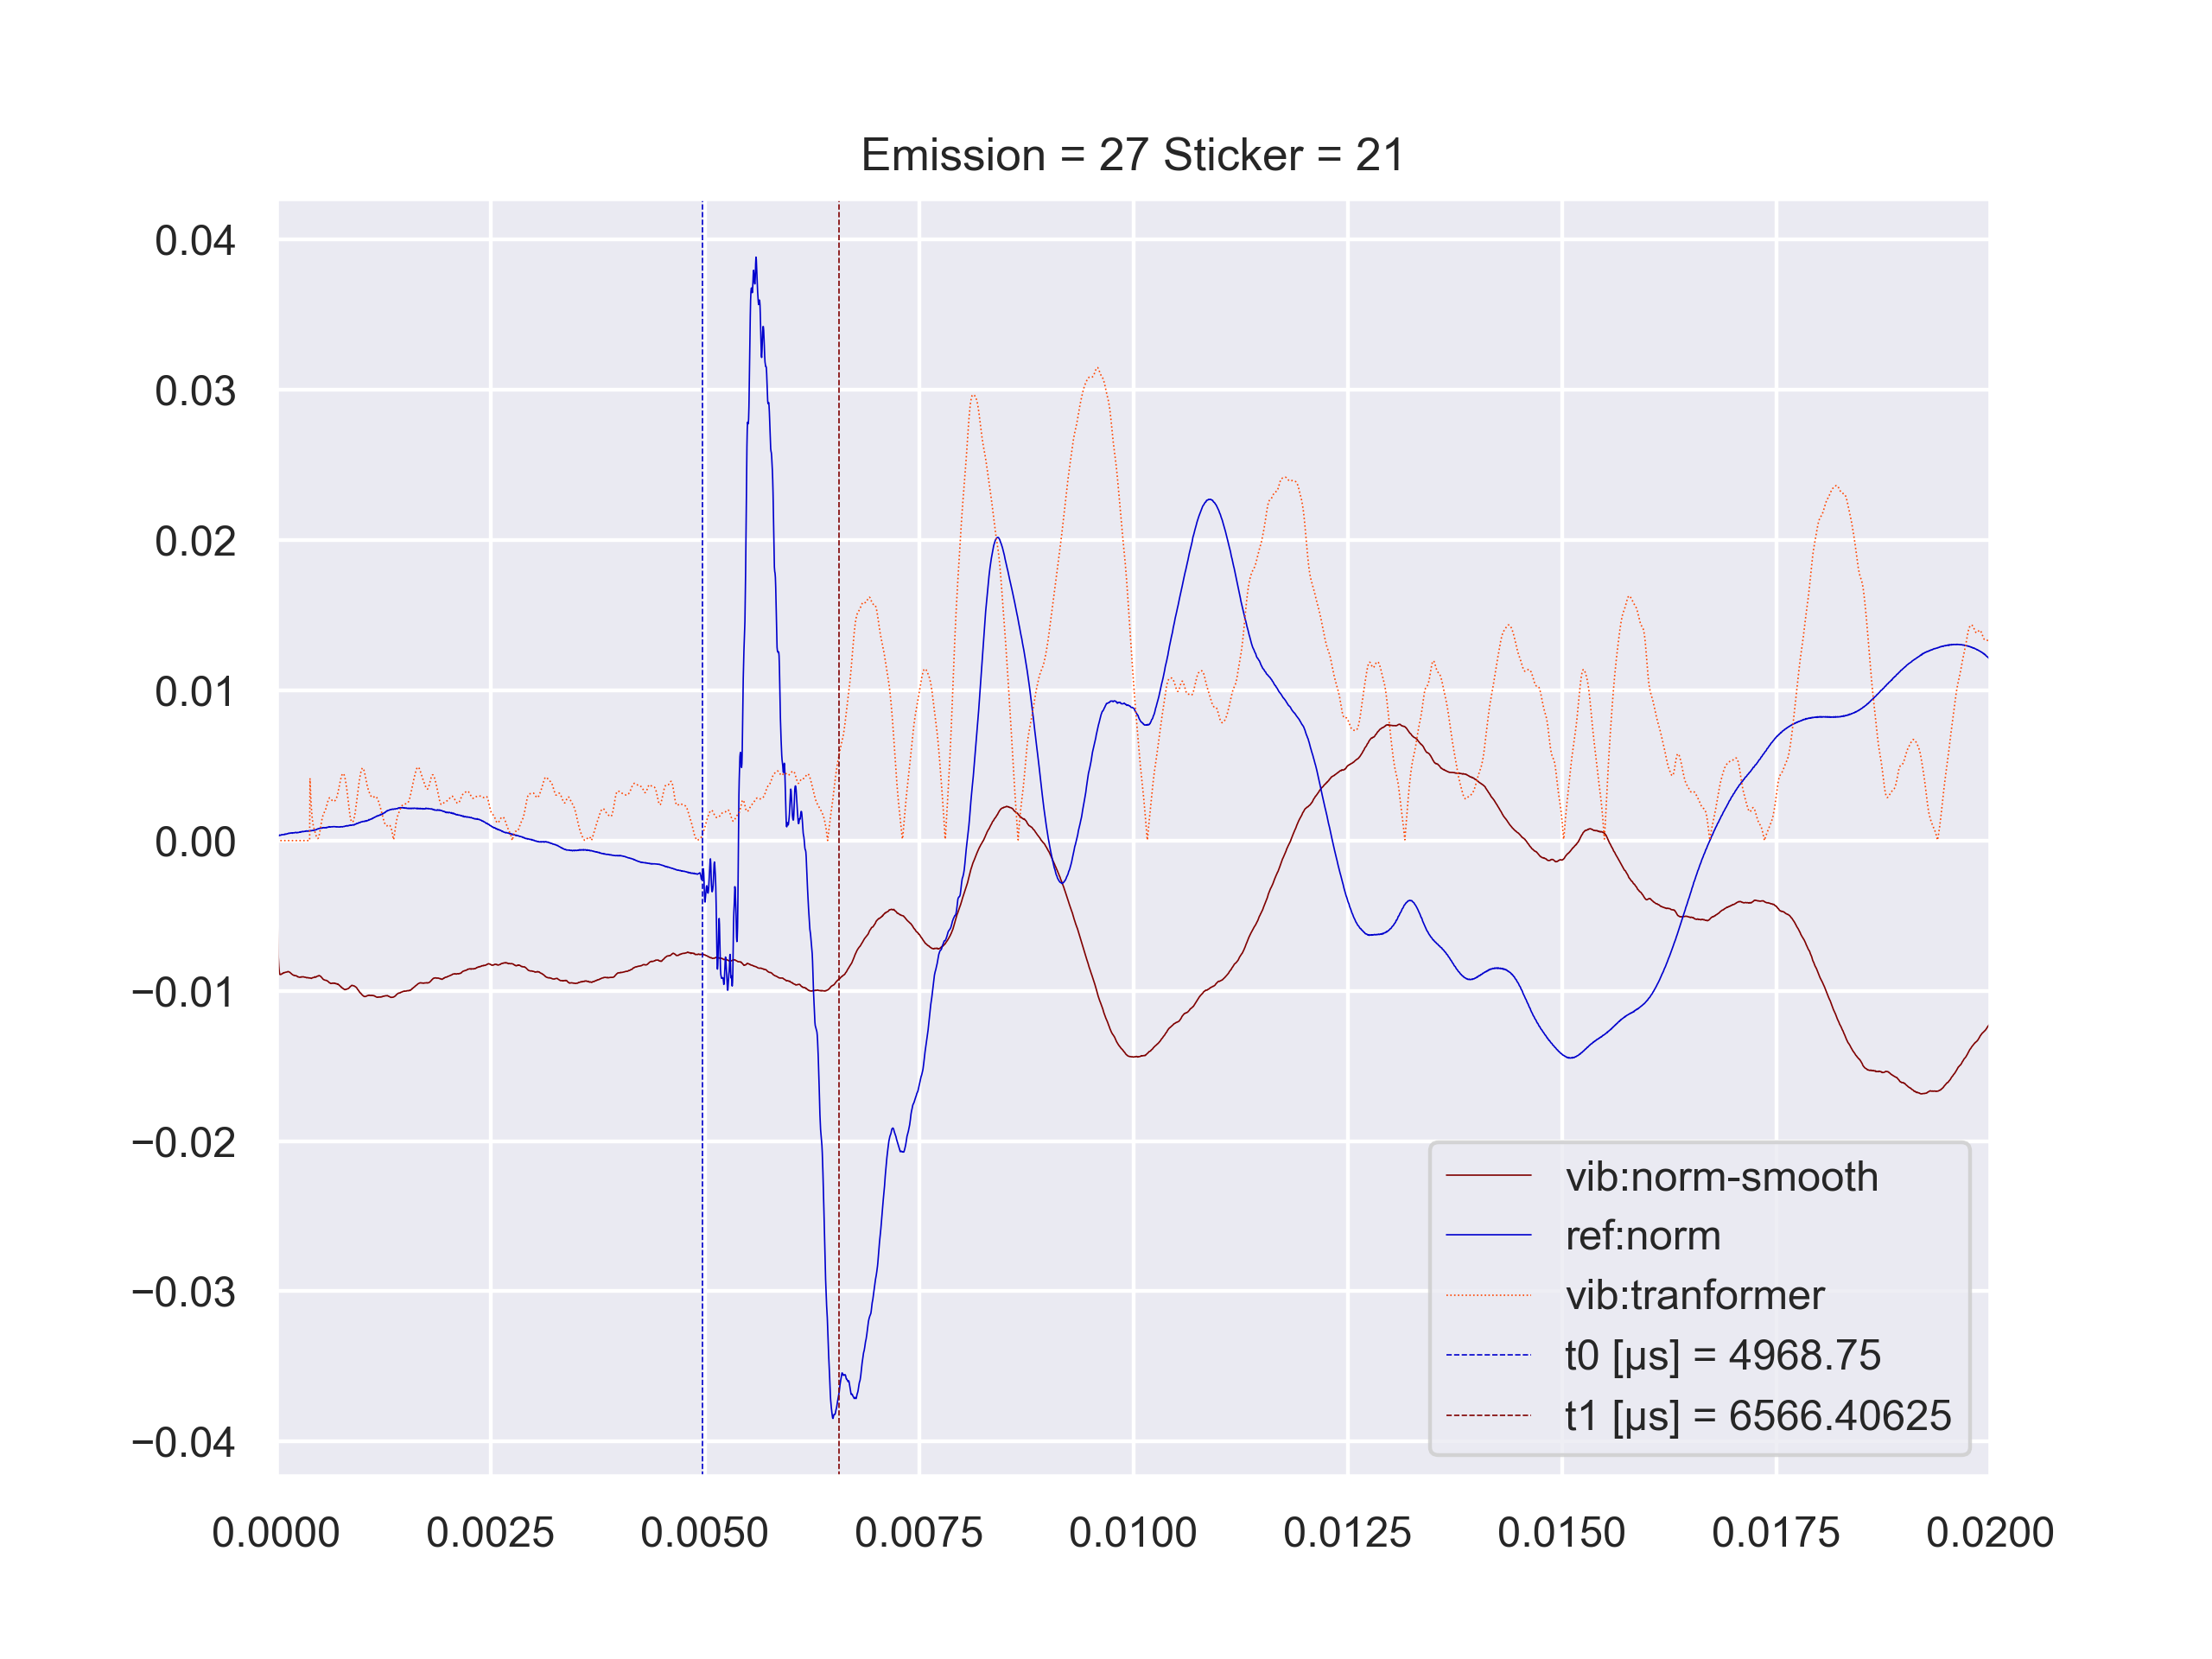 Emission = 27 Sticker = 21
0.04
0.03
0.02
0.01
0.00
−0.01
−0.02
−0.03
−0.04
vib:norm-smooth
ref:norm
vib:tranformer
t0 [μs] = 4968.75
t1 [μs] = 6566.40625
0.0000 0.0025 0.0050 0.0075 0.0100 0.0125 0.0150 0.0175 0.0200